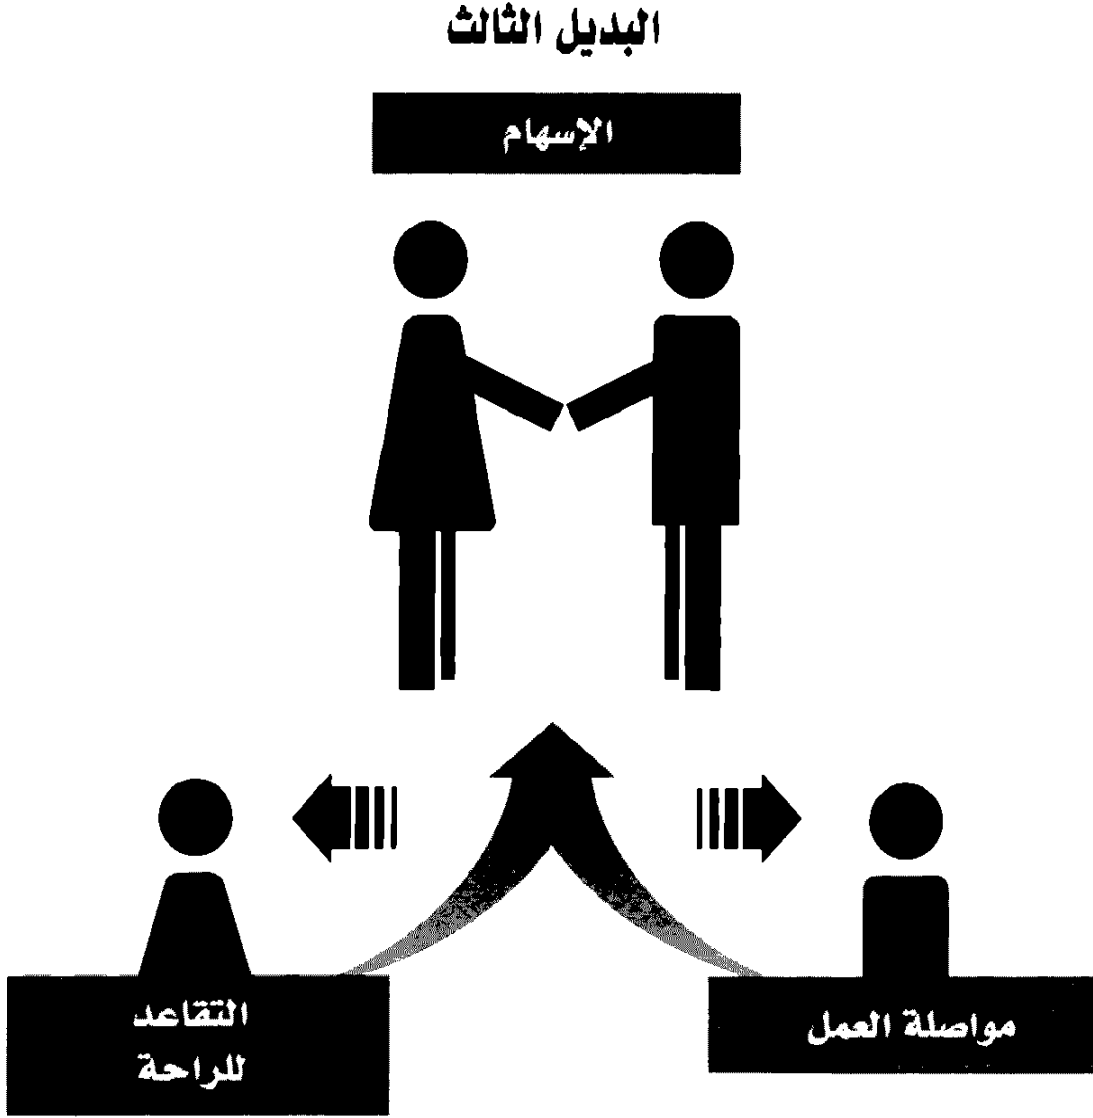 البديل الثالث
الإسهام
مواصلة العمل
التقاعد
للراحة